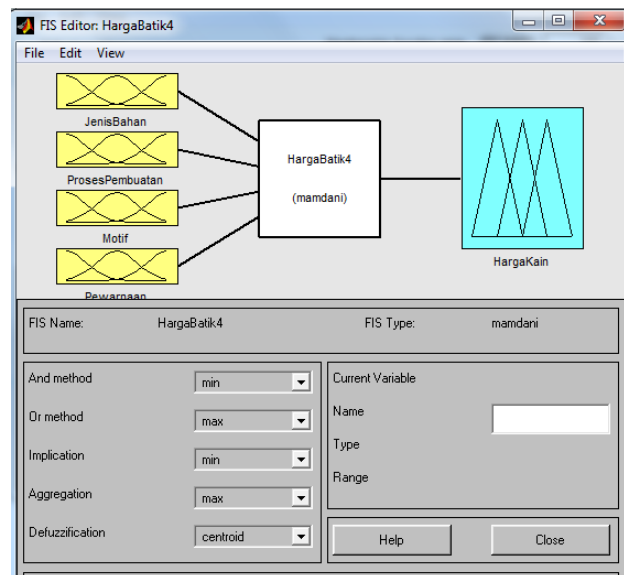 FIS Editor: HargaBatik4
File Edit View
JenisBahan
ProsesPembuatan
Motif
Pewarnaan
HargaBatik4
(mamdani)
HargaKain
FIS Name: HargaBatik4 FIS Type: mamdani
And method min
Or method max
Implication min
Aggregation max
Defuzzification centroid
Current Variable
Name
Type
Range
Help Close